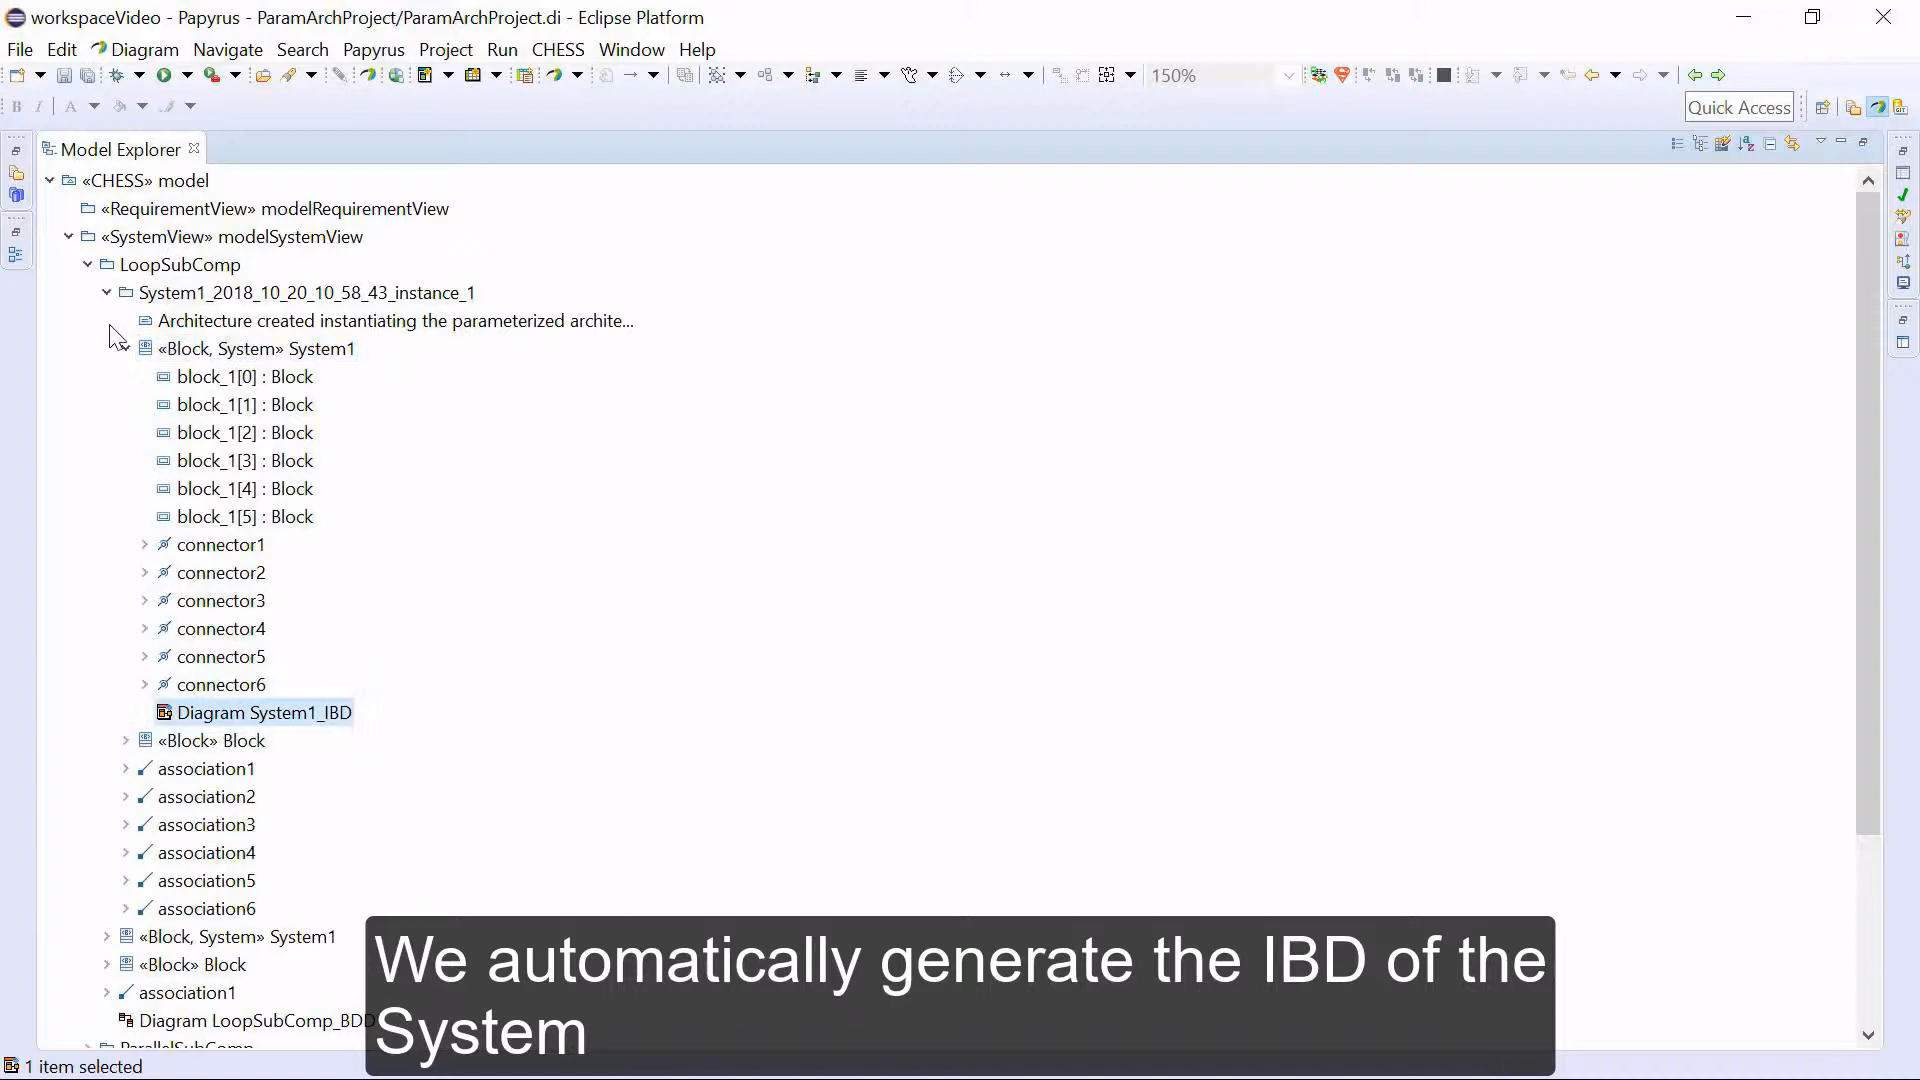 workspaceVideo - Papyrus - ParamArchProject/ParamArchProject.di - Eclipse Platform
File Edit Diagram Navigate Search Papyrus Project Run CHESS Window Help
150%
B I A
Quick Access
Model Explorer
«CHESS» model
«RequirementView» modelRequirementView
«SystemView» modelSystemView
LoopSubComp
System1_2018_10_20_10_58_43_instance_1
Architecture created instantiating the parameterized archite...
«Block, System» System1
block_1[0] : Block
block_1[1] : Block
block_1[2] : Block
block_1[3] : Block
block_1[4] : Block
block_1[5] : Block
connector1
connector2
connector3
connector4
connector5
connector6
Diagram System1_IBD
«Block» Block
association1
association2
association3
association4
association5
association6
«Block, System» System1
«Block» Block
association1
Diagram LoopSubComp_BDD
ParallelSubComp
We automatically generate the IBD of the
System
1 item selected